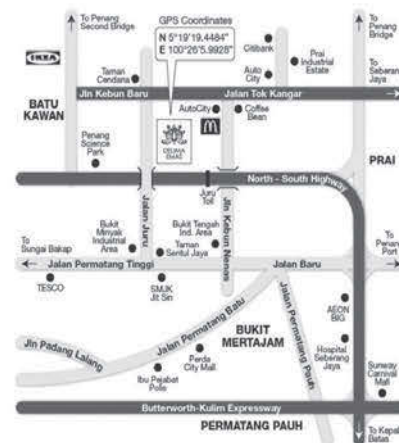 To Penang
Second Bridge
GPS Coordinates
N 5°19'19.4484"
E 100°26'5.9928"
To
Penang
Bridge
Citibank
IKEA
Taman
Cendana
Auto
City
Prai
Industrial
Estate
To
Seberang
Jaya
Jln Kebun Baru
Jalan Tok Kangar
BATU
KAWAN
AutoCity
Coffee
Bean
DELIMA
EMAS
Penang
Science
Park
PRAI
North - South Highway
Juru
Toll
Jalan Juru
Jln Kebun Nenas
To
Sungai Bakap
Bukit
Minyak
Industrial
Area
Bukit Tengah
Ind. Area
Taman
Sentul Jaya
To
Penang
Port
Jalan Permatang Tinggi
Jalan Baru
TESCO
SMJK
Jit Sin
Jalan Permatang Batu
AEON
BIG
BUKIT
MERTAJAM
Jalan Permatang Pauh
Jln Padang Lalang
Perda
City Mall
Hospital
Seberang
Jaya
Ibu Pejabat
Polis
Sunway
Carnival
Mall
Butterworth-Kulim Expressway
PERMATANG PAUH
To Kepala
Batas